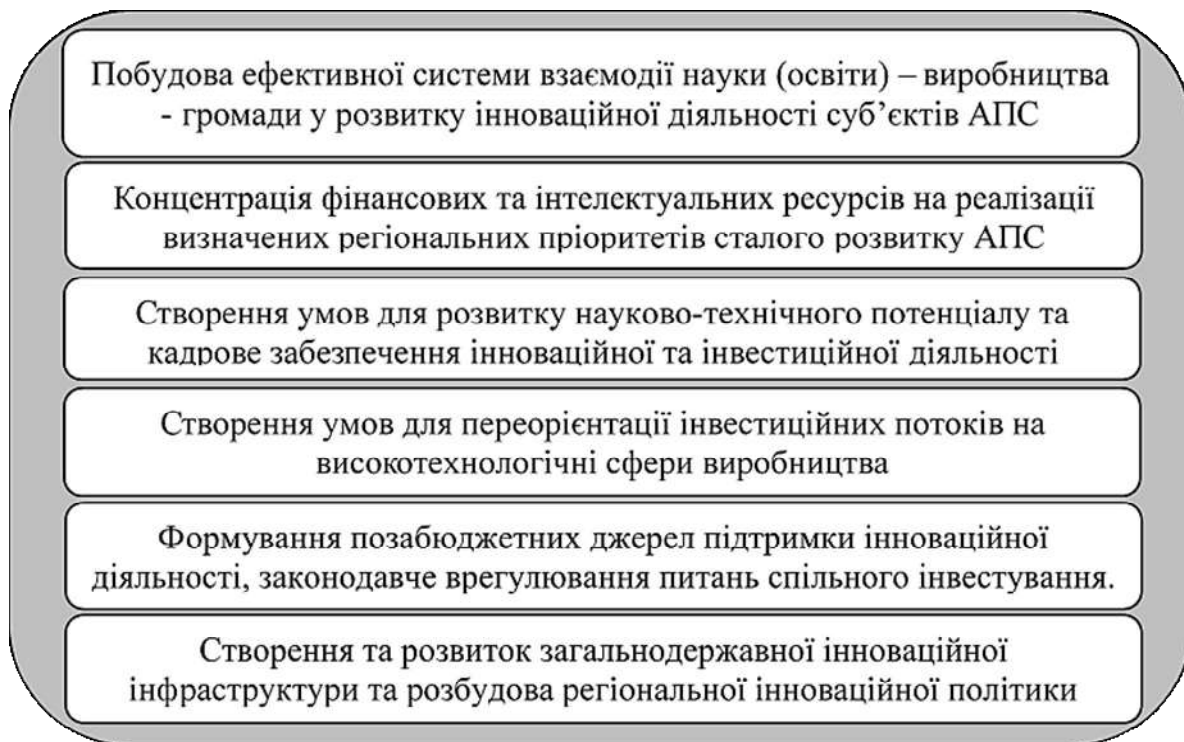 Побудова ефективної системи взаємодії науки (освіти) – виробництва
- громади у розвитку інноваційної діяльності суб’єктів АПС
Концентрація фінансових та інтелектуальних ресурсів на реалізації
визначених регіональних пріоритетів сталого розвитку АПС
Створення умов для розвитку науково-технічного потенціалу та
кадрове забезпечення інноваційної та інвестиційної діяльності
Створення умов для переорієнтації інвестиційних потоків на
високотехнологічні сфери виробництва
Формування позабюджетних джерел підтримки інноваційної
діяльності, законодавче врегулювання питань спільного інвестування.
Створення та розвиток загальнодержавної інноваційної
інфраструктури та розбудова регіональної інноваційної політики